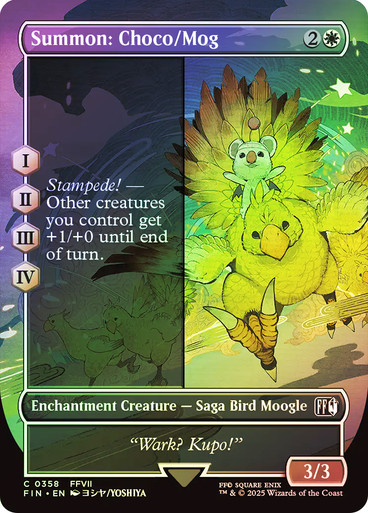 Summon: Choco/Mog 2
I
II
III
IV
Stampede! —
Other creatures
you control get
+1/+0 until end
of turn.
Enchantment Creature — Saga Bird Moogle FF
"Wark? Kupo!"
3/3
C 0358 FFVII
FIN • EN ヨシヤ/YOSHIYA
FF© SQUARE ENIX
™ & © 2025 Wizards of the Coast